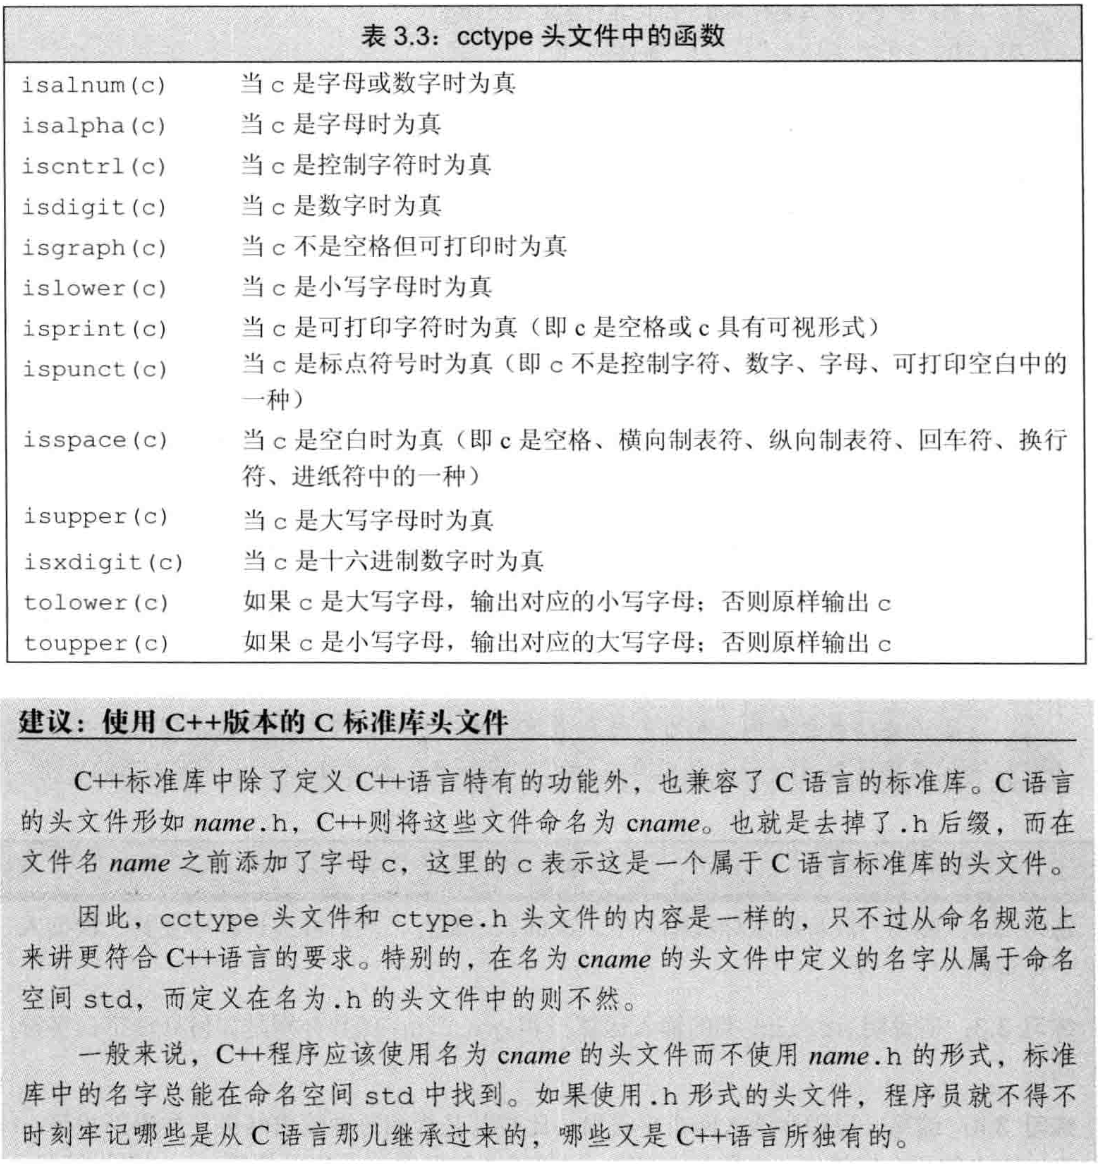 表 3.3：cctype 头文件中的函数
isalnum(c) 当 c 是字母或数字时为真
isalpha(c) 当 c 是字母时为真
iscntrl(c) 当 c 是控制字符时为真
isdigit(c) 当 c 是数字时为真
isgraph(c) 当 c 不是空格但可打印时为真
islower(c) 当 c 是小写字母时为真
isprint(c) 当 c 是可打印字符时为真（即 c 是空格或 c 具有可视形式）
ispunct(c) 当 c 是标点符号时为真（即 c 不是控制字符、数字、字母、可打印空白中的
一种）
isspace(c) 当 c 是空白时为真（即 c 是空格、横向制表符、纵向制表符、回车符、换行
符、进纸符中的一种）
isupper(c) 当 c 是大写字母时为真
isxdigit(c) 当 c 是十六进制数字时为真
tolower(c) 如果 c 是大写字母，输出对应的小写字母；否则原样输出 c
toupper(c) 如果 c 是小写字母，输出对应的大写字母；否则原样输出 c
建议：使用 C++版本的 C 标准库头文件
C++标准库中除了定义 C++语言特有的功能外，也兼容了 C 语言的标准库。C 语言
的头文件形如 name.h，C++则将这些文件命名为 cname。也就是去掉了.h 后缀，而在
文件名 name 之前添加了字母 c，这里的 c 表示这是一个属于 C 语言标准库的头文件。
因此，cctype 头文件和 ctype.h 头文件的内容是一样的，只不过从命名规范上
来讲更符合 C++语言的要求。特别的，在名为 cname 的头文件中定义的名字从属于命名
空间 std，而定义在名为.h 的头文件中的则不然。
一般来说，C++程序应该使用名为 cname 的头文件而不使用 name.h 的形式，标准
库中的名字总能在命名空间 std 中找到。如果使用.h 形式的头文件，程序员就不得不
时刻牢记哪些是从 C 语言那儿继承过来的，哪些又是 C++语言所独有的。